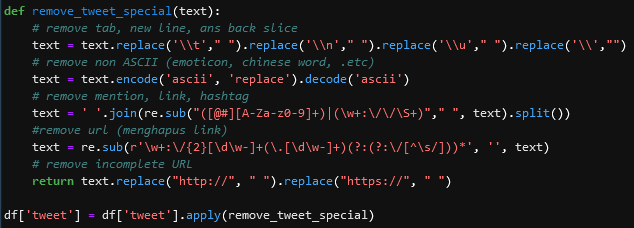 def remove_tweet_special(text):
    # remove tab, new line, ans back slice
    text = text.replace('\\t'," ").replace('\\n'," ").replace('\\u'," ").replace('\\',"")
    # remove non ASCII (emoticon, chinese word, .etc)
    text = text.encode('ascii', 'replace').decode('ascii')
    # remove mention, link, hashtag
    text = ' '.join(re.sub("([@#][A-Za-z0-9]+)|(\w+:\/\/\S+)"," ", text).split())
    #remove url (menghapus link)
    text = re.sub(r'\w+:\/{2}[\d\w-]+(\.[\d\w-]+)(?:(?:\/[^\s/]))*', '', text)
    # remove incomplete URL
    return text.replace("http://", " ").replace("https://", " ")
df['tweet'] = df['tweet'].apply(remove_tweet_special)